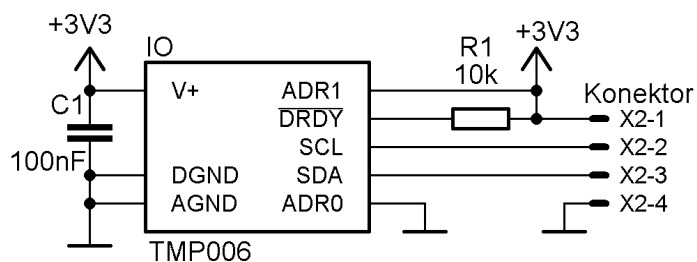 +3V3
IO
R1
10k
+3V3
C1
100nF
V+
DGND
AGND
ADR1
DRDY
SCL
SDA
ADR0
TMP006
Konektor
X2-1
X2-2
X2-3
X2-4